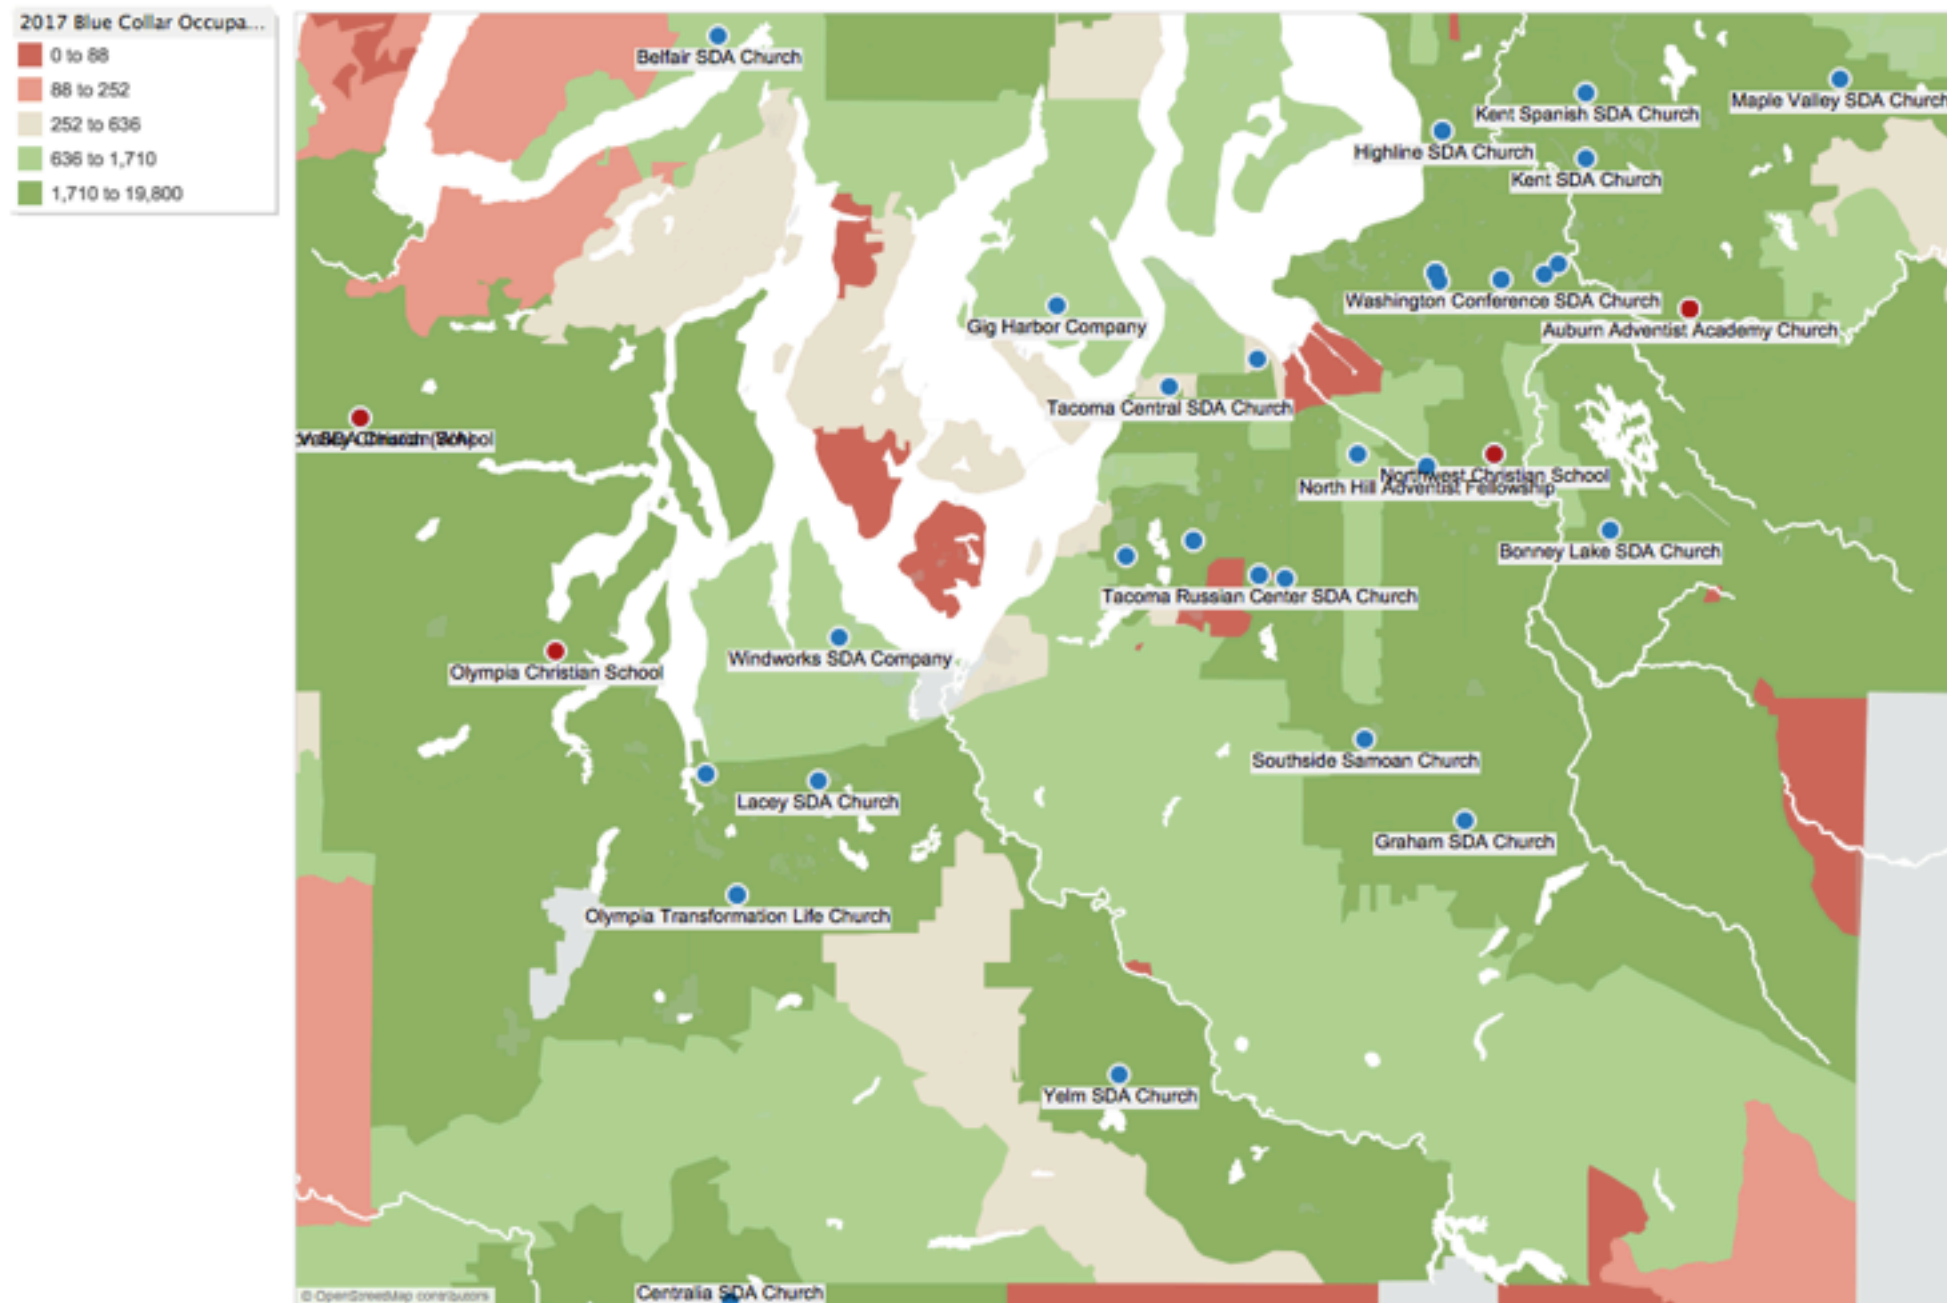 2017 Blue Collar Occupa...
0 to 88
88 to 252
252 to 636
636 to 1,710
1,710 to 19,800
Belfair SDA Church
Kent Spanish SDA Church
Maple Valley SDA Church
Highline SDA Church
Kent SDA Church
Washington Conference SDA Church
Gig Harbor Company
Auburn Adventist Academy Church
Tacoma Central SDA Church
Northwest Christian School
North Hill Adventist Fellowship
Bonney Lake SDA Church
Tacoma Russian Center SDA Church
Windworks SDA Company
Olympia Christian School
Southside Samoan Church
Lacey SDA Church
Graham SDA Church
Olympia Transformation Life Church
Yelm SDA Church
Centralia SDA Church
© OpenStreetMap contributors